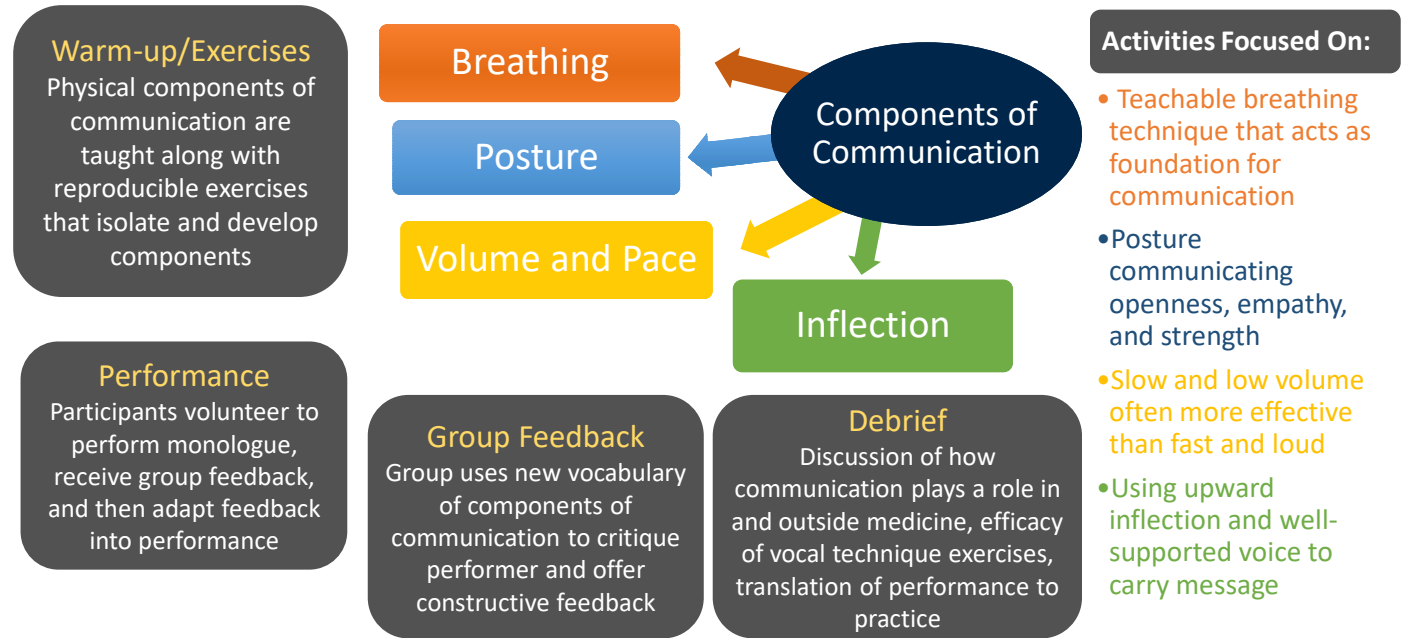 Warm-up/Exercises
Physical components of
communication are
taught along with
reproducible exercises
that isolate and develop
components
Breathing
Posture
Volume and Pace
Inflection
Components of
Communication
Activities Focused On:
• Teachable breathing
technique that acts as
foundation for
communication
•Posture
communicating
openness, empathy,
and strength
•Slow and low volume
often more effective
than fast and loud
•Using upward
inflection and well-
supported voice to
carry message
Performance
Participants volunteer to
perform monologue,
receive group feedback,
and then adapt feedback
into performance
Group Feedback
Group uses new vocabulary
of components of
communication to critique
performer and offer
constructive feedback
Debrief
Discussion of how
communication plays a role in
and outside medicine, efficacy
of vocal technique exercises,
translation of performance to
practice